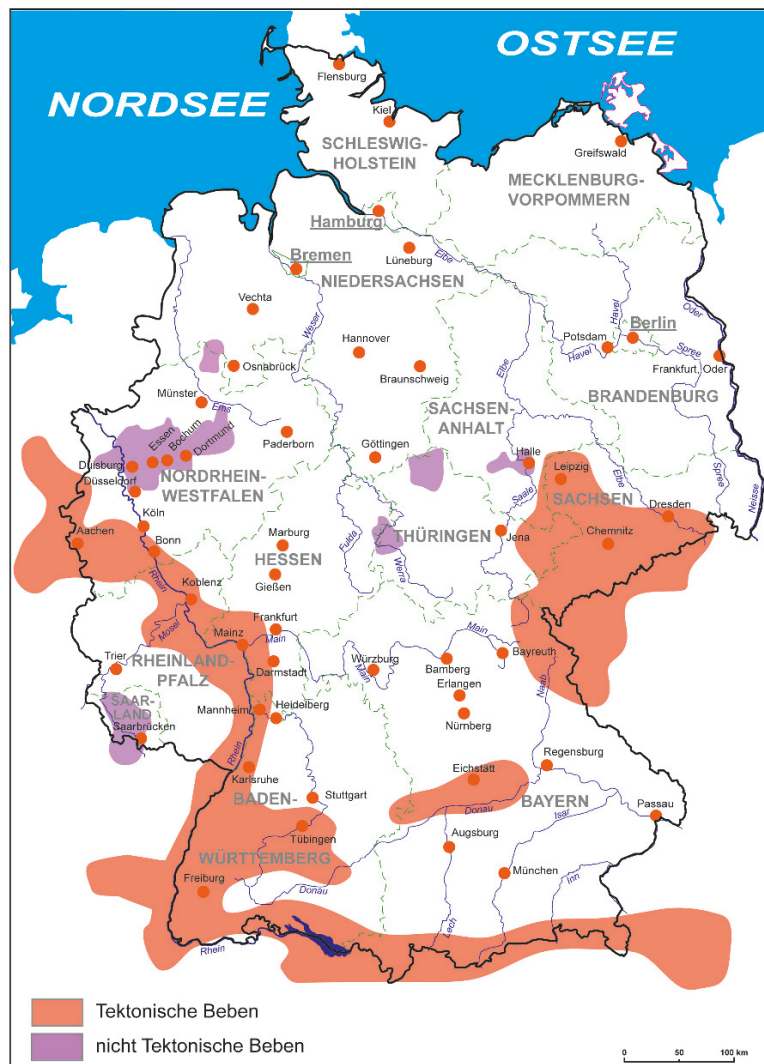 OSTSEE
NORDSEE
Flensburg
Kiel
SCHLESWIG-
HOLSTEIN
Greifswald
MECKLENBURG-
VORPOMMERN
Hamburg
Bremen
Lüneburg
Elbe
NIEDERSACHSEN
Vechta
Weser
Havel
Oder
Berlin
Hannover
Potsdam
Havel
Spree
Osnabrück
Braunschweig
Elbe
Frankfurt, Oder
Münster
Ems
BRANDENBURG
SACHSEN-
ANHALT
Essen
Bochum
Dortmund
Paderborn
Göttingen
Halle
Duisburg
Leipzig
Elbe
Spree
Neisse
NORDRHEIN-
WESTFALEN
Düsseldorf
Saale
SACHSEN
Dresden
Köln
Aachen
Bonn
Marburg
HESSEN
Fulda
Werra
THÜRINGEN
Jena
Chemnitz
Rhein
Gießen
Koblenz
Mosel
Frankfurt
Mainz
Main
Main
Trier
RHEINLAND-
PFALZ
Darmstadt
Würzburg
Main
Bamberg
Bayreuth
Erlangen
Naab
SAAR-
LAND
Mannheim
Heidelberg
Nürnberg
Saarbrücken
Rhein
Regensburg
Karlsruhe
Eichstätt
BADEN-
Stuttgart
Donau
BAYERN
Isar
Passau
Tübingen
Augsburg
WÜRTTEMBERG
Freiburg
Donau
München
Inn
Lech
Rhein
Tektonische Beben
nicht Tektonische Beben
0 50 100 km